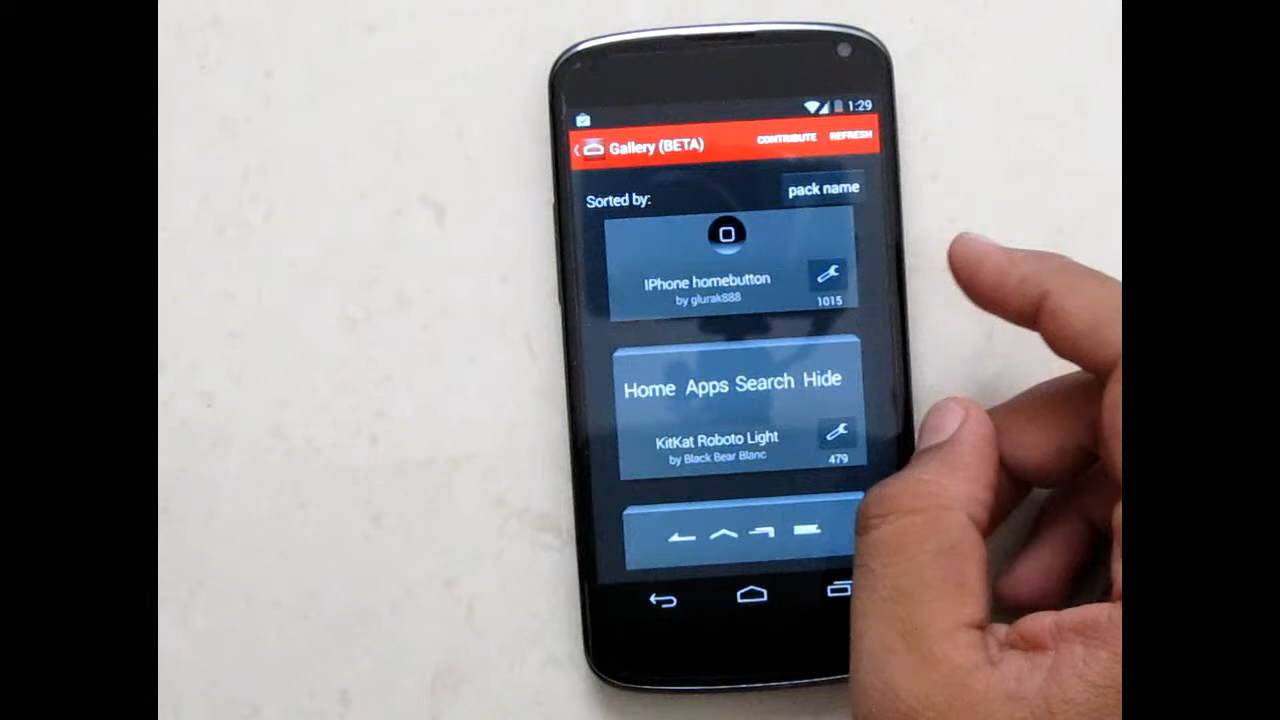 1:29
Gallery (BETA) CONTRIBUTE REFRESH
Sorted by: pack name
IPhone homebutton
by glurak888
1015
Home Apps Search Hide
KitKat Roboto Light
by Black Bear Blanc
479